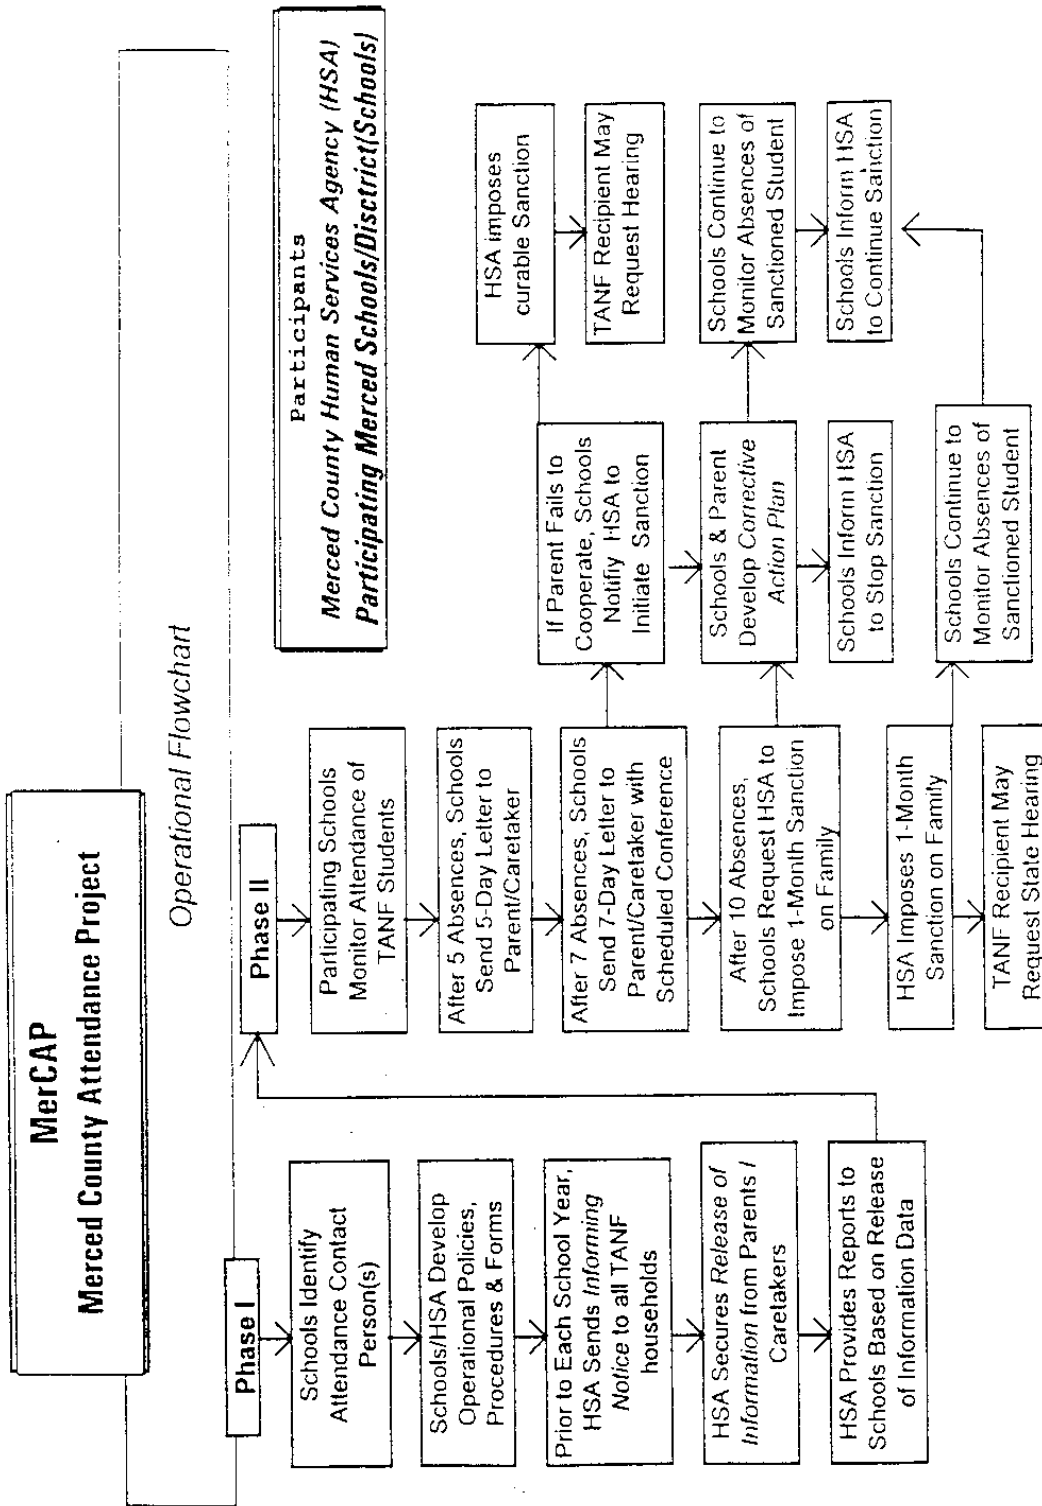 MerCAP
Merced County Attendance Project
Operational Flowchart
Participants
Merced County Human Services Agency (HSA)
Participating Merced Schools/Disctrict(Schools)
Phase I
Schools Identify
Attendance Contact
Person(s)
Schools/HSA Develop
Operational Policies,
Procedures & Forms
Prior to Each School Year,
HSA Sends Informing
Notice to all TANF
households
HSA Secures Release of
Information from Parents /
Caretakers
HSA Provides Reports to
Schools Based on Release
of Information Data
Phase II
Participating Schools
Monitor Attendance of
TANF Students
After 5 Absences, Schools
Send 5-Day Letter to
Parent/Caretaker
After 7 Absences, Schools
Send 7-Day Letter to
Parent/Caretaker with
Scheduled Conference
After 10 Absences,
Schools Request HSA to
Impose 1-Month Sanction
on Family
HSA Imposes 1-Month
Sanction on Family
TANF Recipient May
Request State Hearing
If Parent Fails to
Cooperate, Schools
Notifiy HSA to
Initiate Sanction
Schools & Parent
Develop Corrective
Action Plan
Schools Inform HSA
to Stop Sanction
Schools Continue to
Monitor Absences of
Sanctioned Student
HSA imposes
curable Sanction
TANF Recipient May
Request Hearing
Schools Continue to
Monitor Absences of
Sanctioned Student
Schools Inform HSA
to Continue Sanction